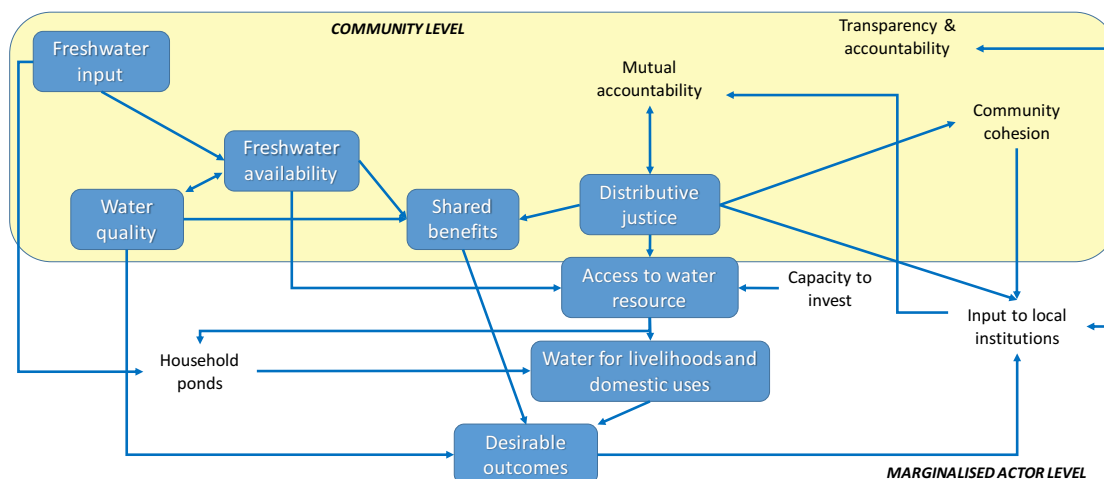 COMMUNITY LEVEL
Transparency &
accountability
Freshwater
input
Mutual
accountability
Community
cohesion
Freshwater
availability
Water
quality
Shared
benefits
Distributive
justice
Access to water
resource
Capacity to
invest
Input to local
institutions
Household
ponds
Water for livelihoods and
domestic uses
Desirable
outcomes
MARGINALISED ACTOR LEVEL